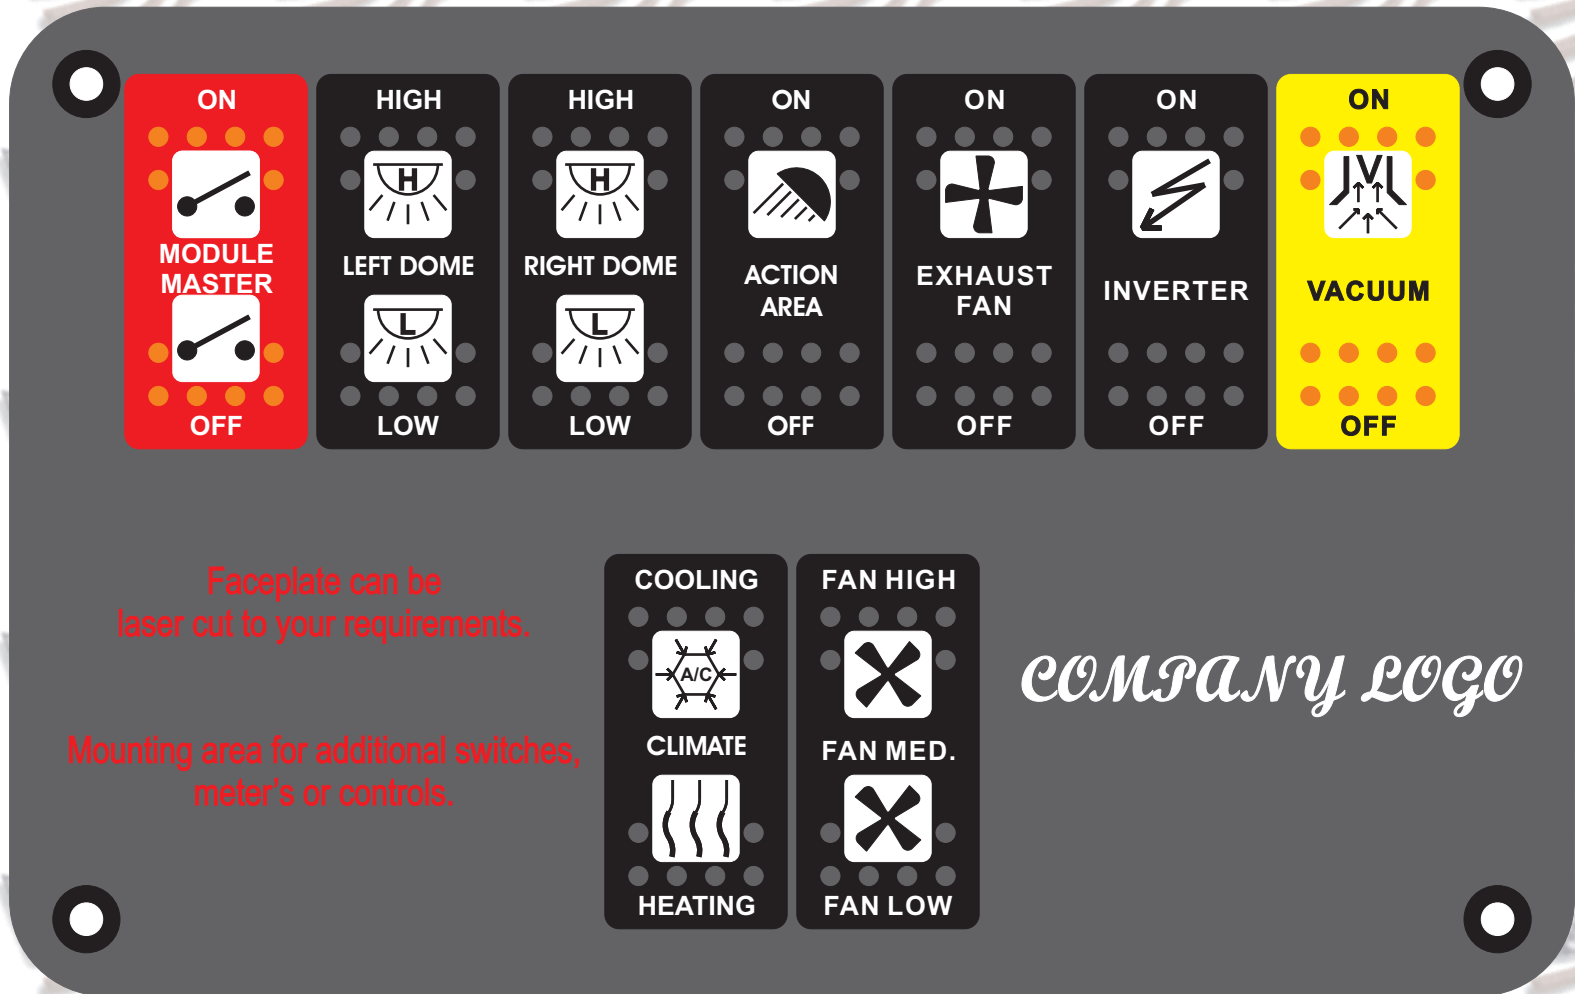 ON
MODULE
MASTER
OFF
HIGH
H
LEFT DOME
L
LOW
HIGH
H
RIGHT DOME
L
LOW
ON
ACTION
AREA
OFF
ON
EXHAUST
FAN
OFF
ON
INVERTER
OFF
ON
V
VACUUM
OFF
Faceplate can be
laser cut to your requirements.
Mounting area for additional switches,
meter's or controls.
COOLING
A/C
CLIMATE
HEATING
FAN HIGH
FAN MED.
FAN LOW
COMPANY LOGO